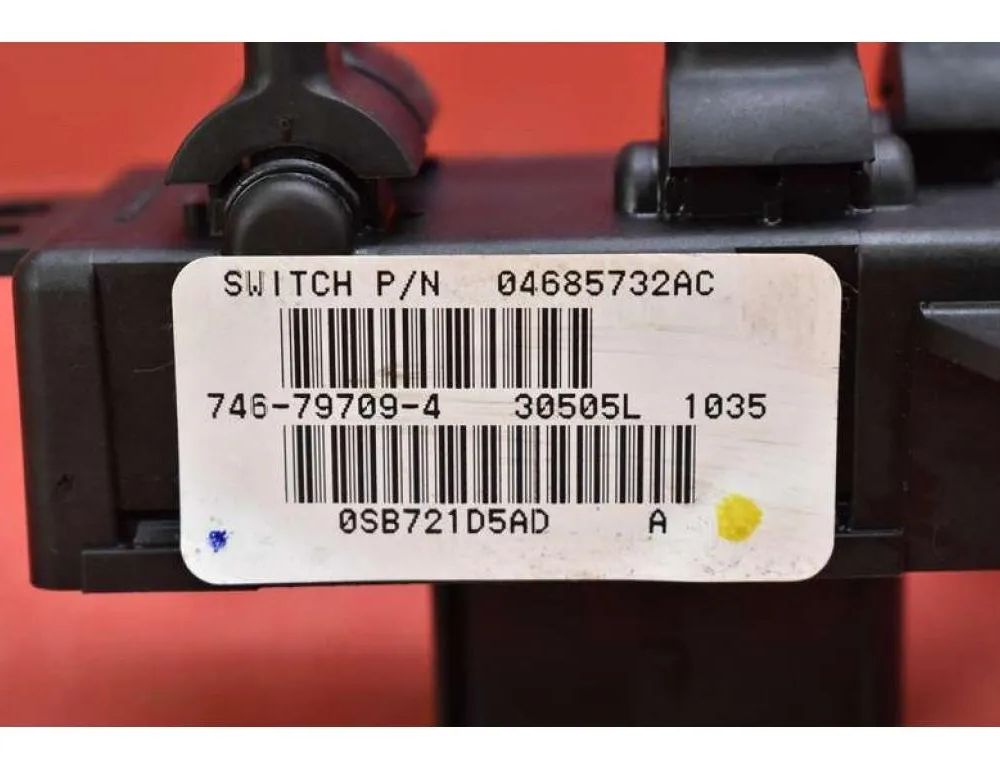 SWITCH P/N 04685732AC
746-79709-4 30505L 1035
0SB721D5AD A